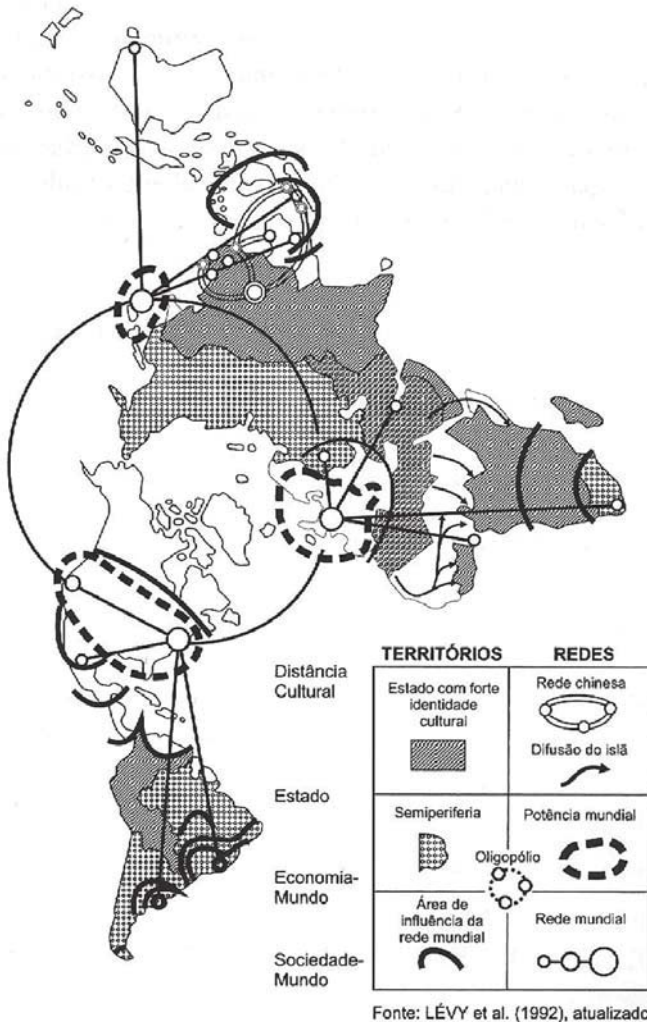 TERRITÓRIOS
REDES
Distância
Cultural
Estado com forte
identidade
cultural
Rede chinesa
Difusão do islã
Estado
Semiperiferia
Potência mundial
Oligopólio
Economia-
Mundo
Área de
influência da
rede mundial
Rede mundial
Sociedade-
Mundo
Fonte: LÉVY et al. (1992), atualizado